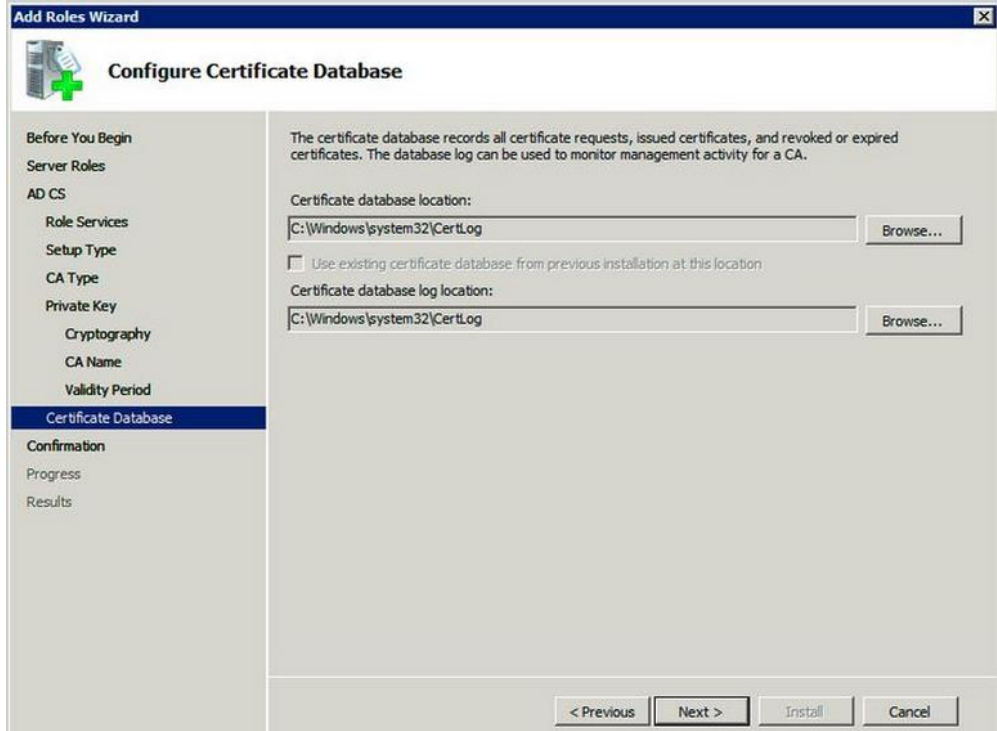 Add Roles Wizard
Configure Certificate Database
Before You Begin
Server Roles
AD CS
Role Services
Setup Type
CA Type
Private Key
Cryptography
CA Name
Validity Period
Certificate Database
Confirmation
Progress
Results
The certificate database records all certificate requests, issued certificates, and revoked or expired
certificates. The database log can be used to monitor management activity for a CA.
Certificate database location:
C:\Windows\system32\CertLog
Browse...
Use existing certificate database from previous installation at this location
Certificate database log location:
C:\Windows\system32\CertLog
Browse...
< Previous
Next >
Install
Cancel